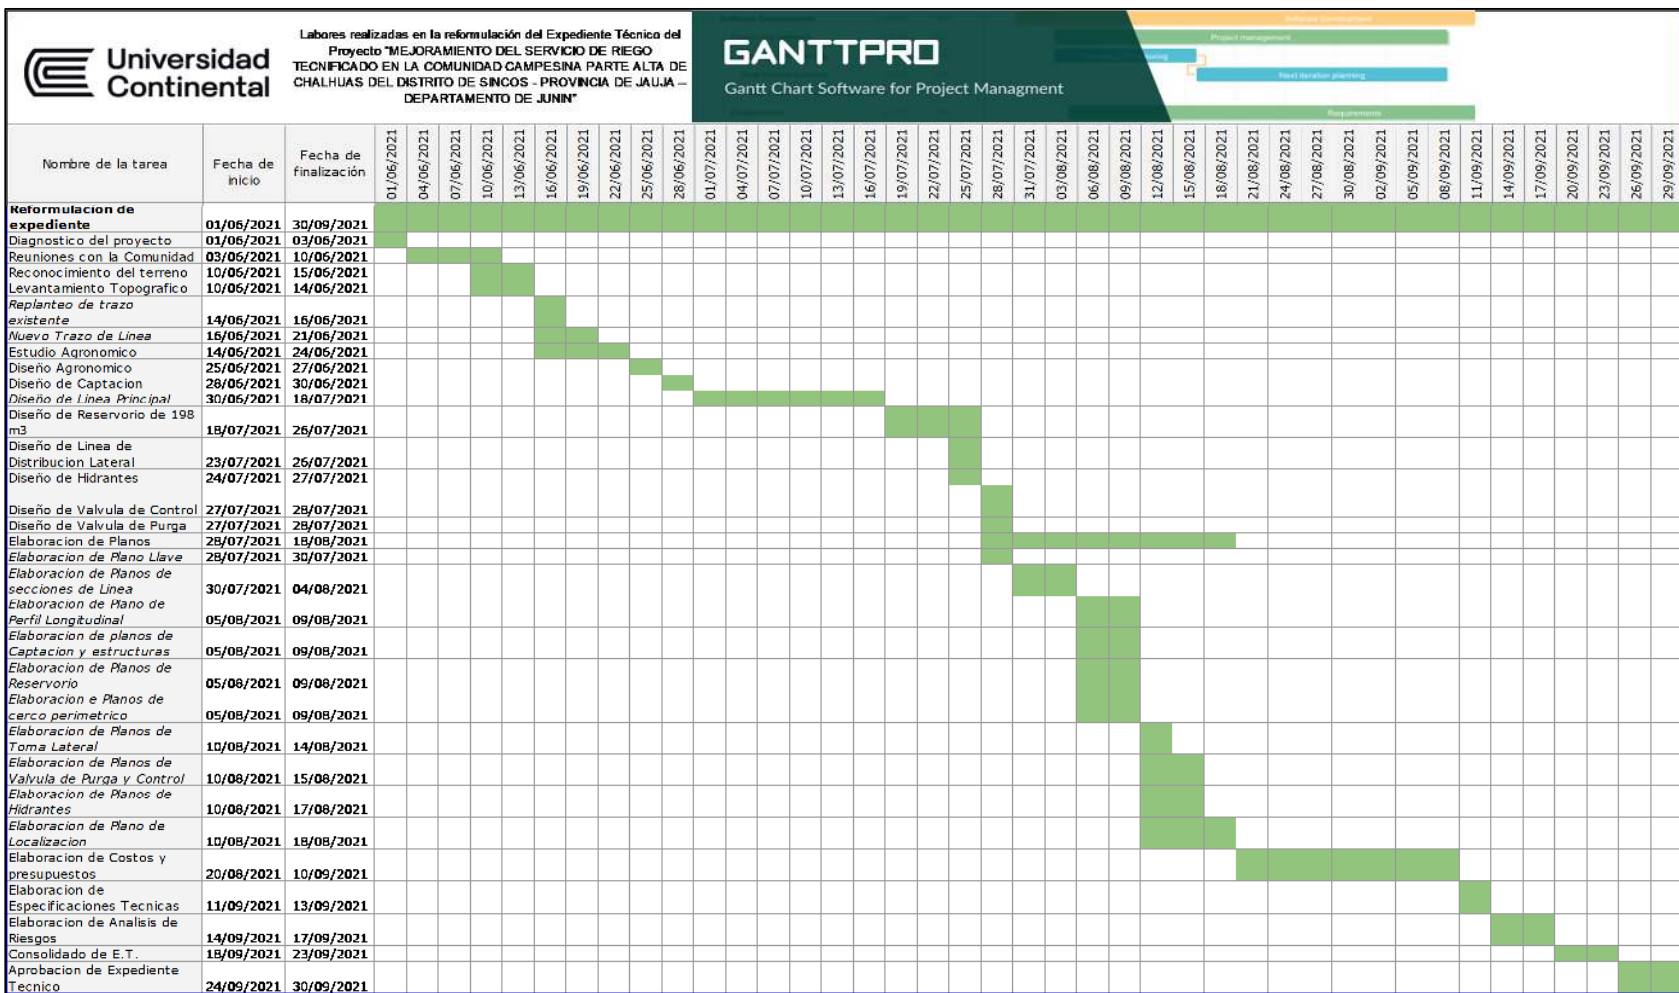 Universidad
Continental
Labores realizadas en la reformulación del Expediente Técnico del
Proyecto "MEJORAMIENTO DEL SERVICIO DE RIEGO
TECNIFICADO EN LA COMUNIDAD CAMPESINA PARTE ALTA DE
CHALHUAS DEL DISTRITO DE SINCOS - PROVINCIA DE JAUJA –
DEPARTAMENTO DE JUNIN"
GANTTPRO
Gantt Chart Software for Project Managment
Project management
Next iteration planning
Requirements
Nombre de la tarea
Fecha de
inicio
Fecha de
finalización
01/06/2021 04/06/2021 07/06/2021 10/06/2021 13/06/2021 16/06/2021 19/06/2021 22/06/2021 25/06/2021 28/06/2021 01/07/2021 04/07/2021 07/07/2021 10/07/2021 13/07/2021 16/07/2021 19/07/2021 22/07/2021 25/07/2021 28/07/2021 31/07/2021 03/08/2021 06/08/2021 09/08/2021 12/08/2021 15/08/2021 18/08/2021 21/08/2021 24/08/2021 27/08/2021 30/08/2021 02/09/2021 05/09/2021 08/09/2021 11/09/2021 14/09/2021 17/09/2021 20/09/2021 23/09/2021 26/09/2021 29/09/2021
Reformulacion de
expediente 01/06/2021 30/09/2021
Diagnostico del proyecto 01/06/2021 03/06/2021
Reuniones con la Comunidad 03/06/2021 10/06/2021
Reconocimiento del terreno 10/06/2021 15/06/2021
Levantamiento Topografico 10/06/2021 14/06/2021
Replanteo de trazo
existente 14/06/2021 16/06/2021
Nuevo Trazo de Linea 16/06/2021 21/06/2021
Estudio Agronomico 14/06/2021 24/06/2021
Diseño Agronomico 25/06/2021 27/06/2021
Diseño de Captacion 28/06/2021 30/06/2021
Diseño de Linea Principal 30/06/2021 18/07/2021
Diseño de Reservorio de 198
m3 18/07/2021 26/07/2021
Diseño de Linea de
Distribucion Lateral 23/07/2021 26/07/2021
Diseño de Hidrantes 24/07/2021 27/07/2021
Diseño de Valvula de Control 27/07/2021 28/07/2021
Diseño de Valvula de Purga 27/07/2021 28/07/2021
Elaboracion de Planos 28/07/2021 18/08/2021
Elaboracion de Plano Llave 28/07/2021 30/07/2021
Elaboracion de Planos de
secciones de Linea 30/07/2021 04/08/2021
Elaboracion de Plano de
Perfil Longitudinal 05/08/2021 09/08/2021
Elaboracion de planos de
Captacion y estructuras 05/08/2021 09/08/2021
Elaboracion de Planos de
Reservorio 05/08/2021 09/08/2021
Elaboracion e Planos de
cerco perimetrico 05/08/2021 09/08/2021
Elaboracion de Planos de
Toma Lateral 10/08/2021 14/08/2021
Elaboracion de Planos de
Valvula de Purga y Control 10/08/2021 15/08/2021
Elaboracion de Planos de
Hidrantes 10/08/2021 17/08/2021
Elaboracion de Plano de
Localizacion 10/08/2021 18/08/2021
Elaboracion de Costos y
presupuestos 20/08/2021 10/09/2021
Elaboracion de
Especificaciones Tecnicas 11/09/2021 13/09/2021
Elaboracion de Analisis de
Riesgos 14/09/2021 17/09/2021
Consolidado de E.T. 18/09/2021 23/09/2021
Aprobacion de Expediente
Tecnico 24/09/2021 30/09/2021